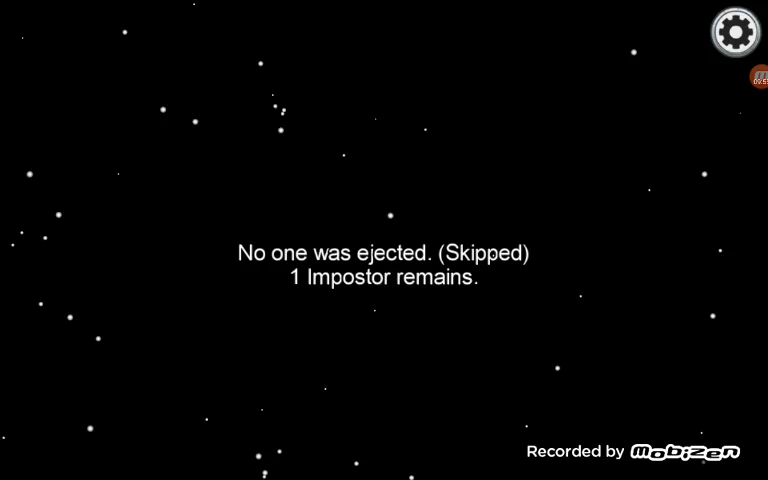 No one was ejected. (Skipped)
1 Impostor remains.
Recorded by mobizen